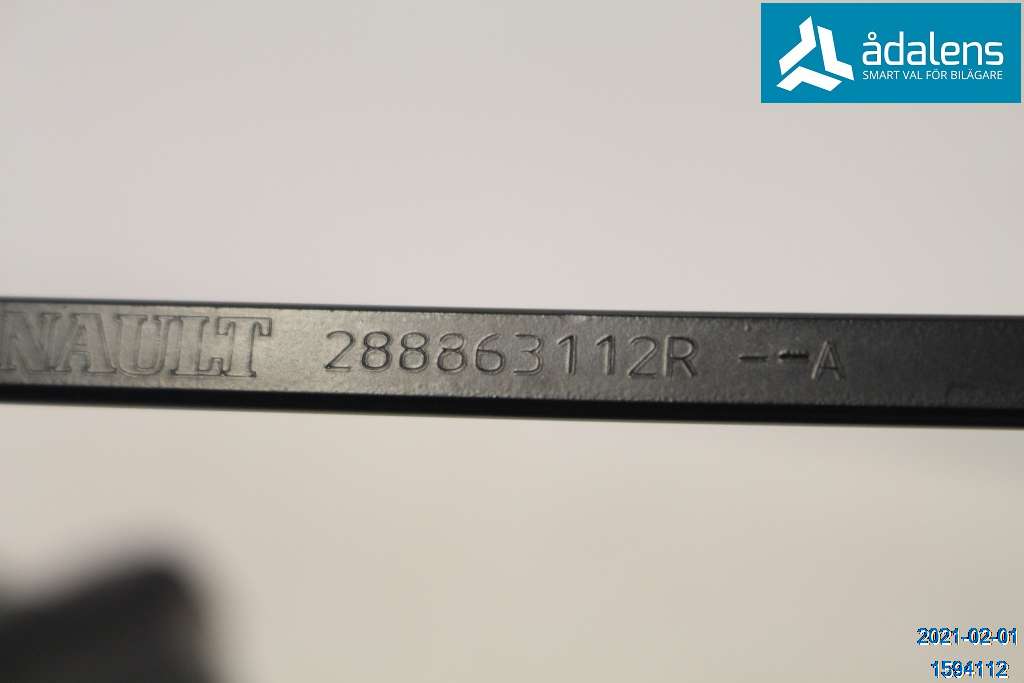 ådalens
SMART VAL FÖR BILÄGARE
NAULT 288863112R --A
2021-02-01
1594112